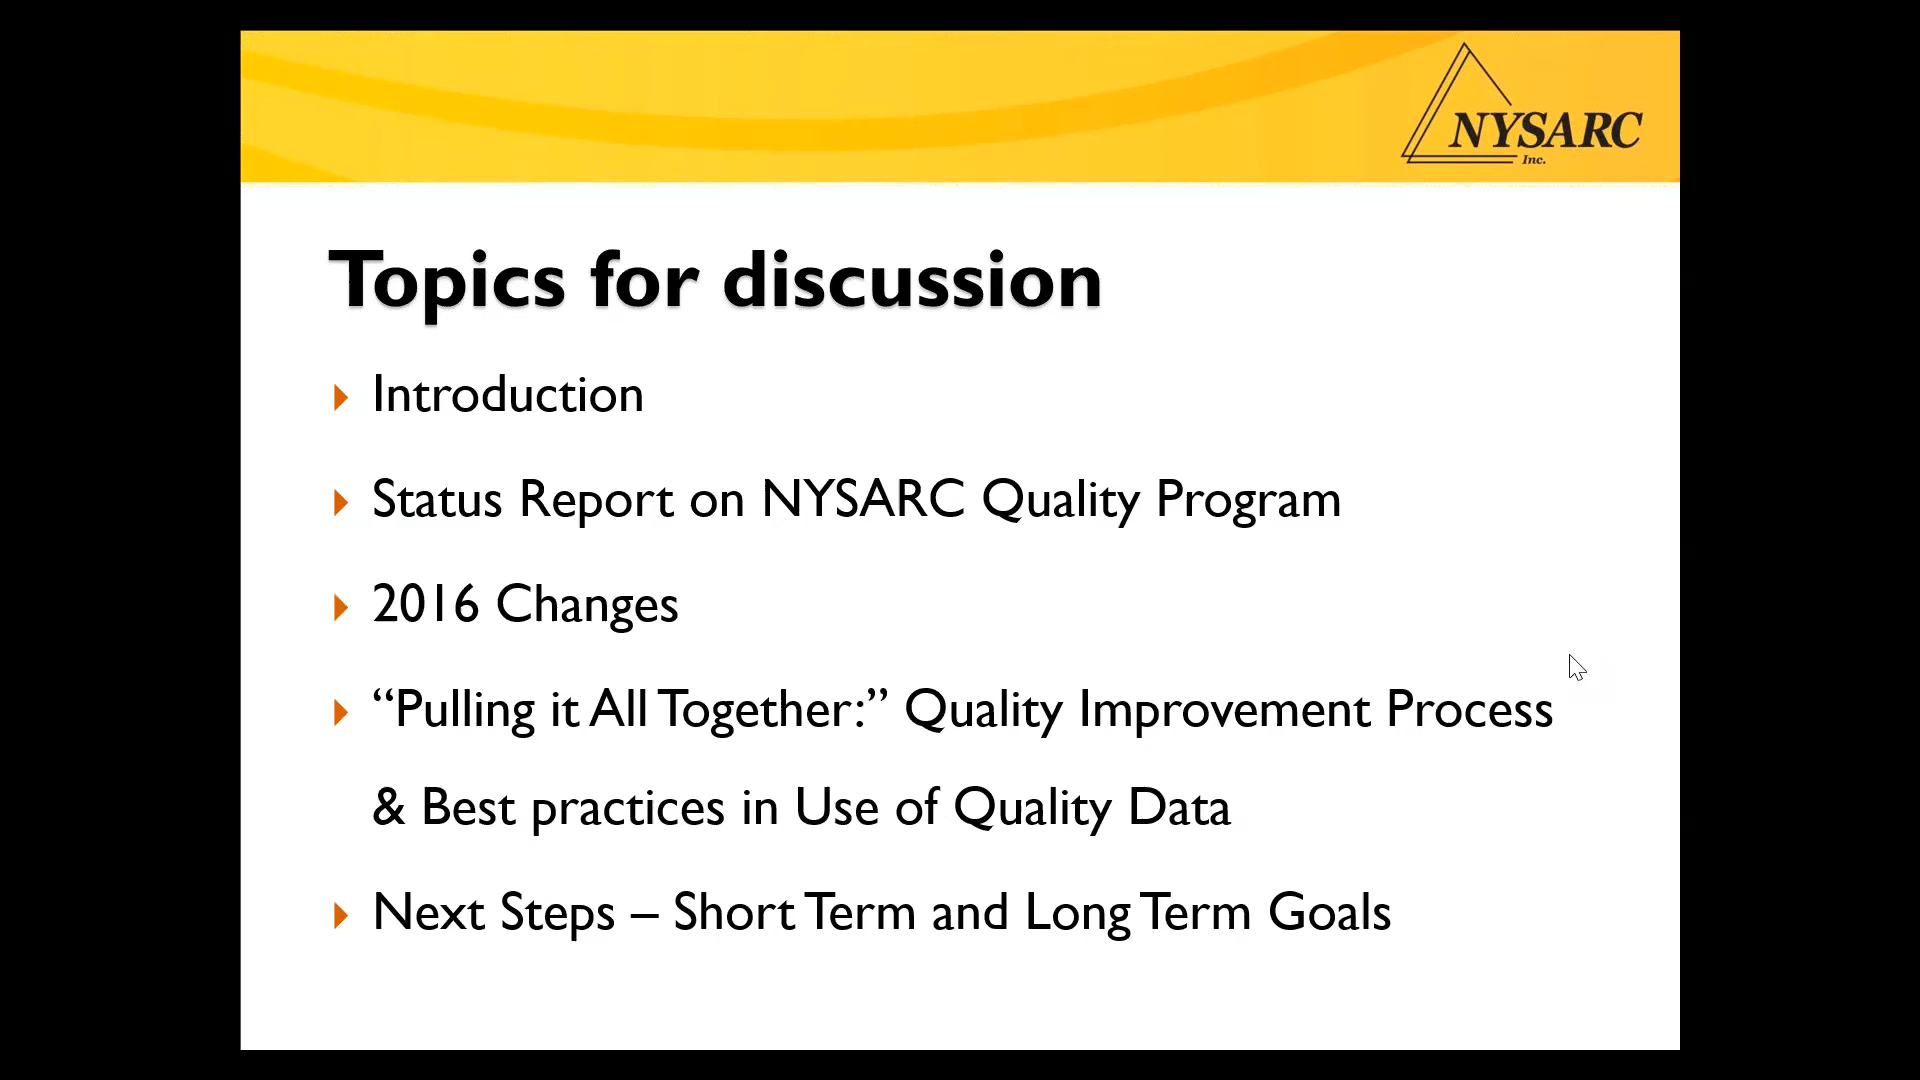 NYSARC
Inc.
Topics for discussion
Introduction
Status Report on NYSARC Quality Program
2016 Changes
“Pulling it All Together:” Quality Improvement Process
& Best practices in Use of Quality Data
Next Steps – Short Term and Long Term Goals